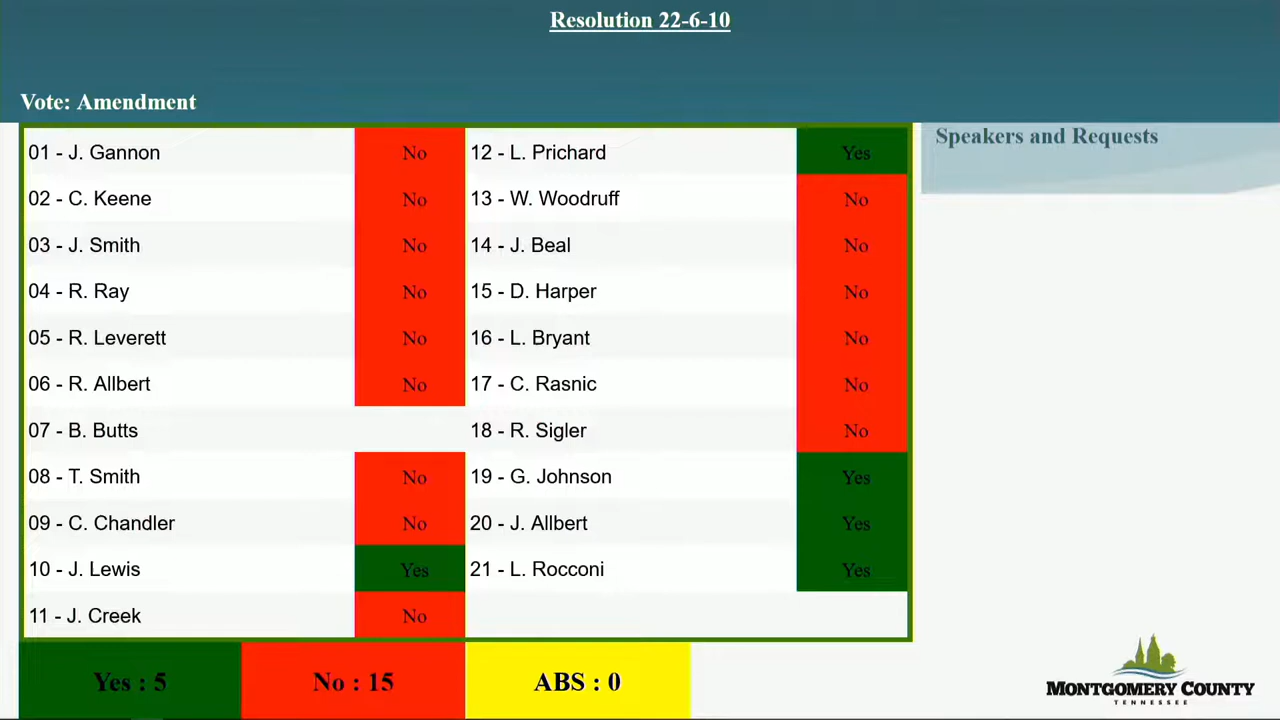 Resolution 22-6-10
Vote: Amendment
Speakers and Requests
01 - J. Gannon No
02 - C. Keene No
03 - J. Smith No
04 - R. Ray No
05 - R. Leverett No
06 - R. Allbert No
07 - B. Butts
08 - T. Smith No
09 - C. Chandler No
10 - J. Lewis Yes
11 - J. Creek No
12 - L. Prichard Yes
13 - W. Woodruff No
14 - J. Beal No
15 - D. Harper No
16 - L. Bryant No
17 - C. Rasnic No
18 - R. Sigler No
19 - G. Johnson Yes
20 - J. Allbert Yes
21 - L. Rocconi Yes
Yes : 5 No : 15 ABS : 0
MONTGOMERY COUNTY
TENNESSEE